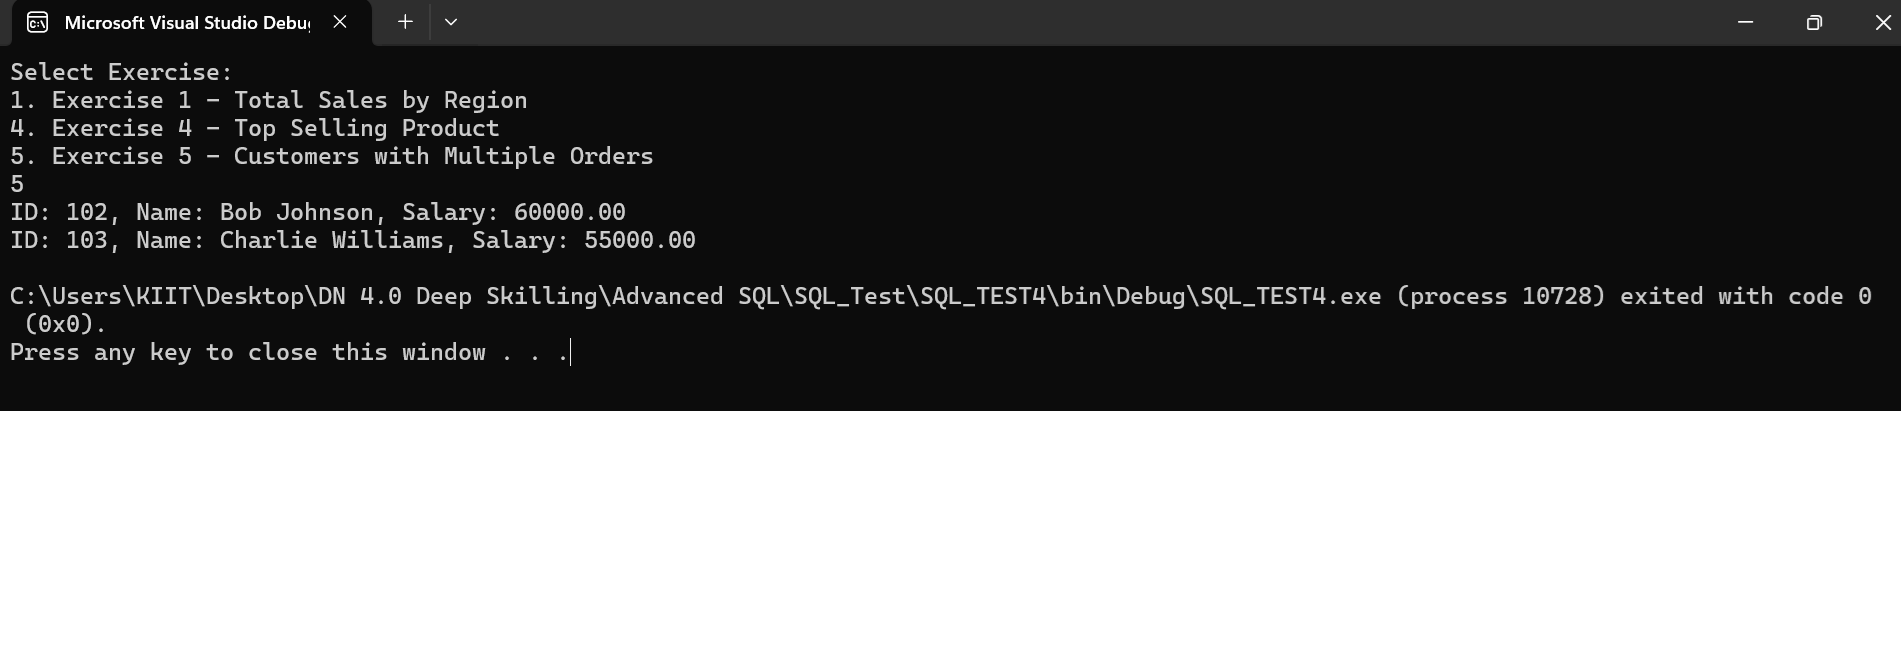 Microsoft Visual Studio Debu
Select Exercise:
1. Exercise 1 - Total Sales by Region
4. Exercise 4 - Top Selling Product
5. Exercise 5 - Customers with Multiple Orders
5
ID: 102, Name: Bob Johnson, Salary: 60000.00
ID: 103, Name: Charlie Williams, Salary: 55000.00
C:\Users\KIIT\Desktop\DN 4.0 Deep Skilling\Advanced SQL\SQL_Test\SQL_TEST4\bin\Debug\SQL_TEST4.exe (process 10728) exited with code 0
(0x0).
Press any key to close this window . . .